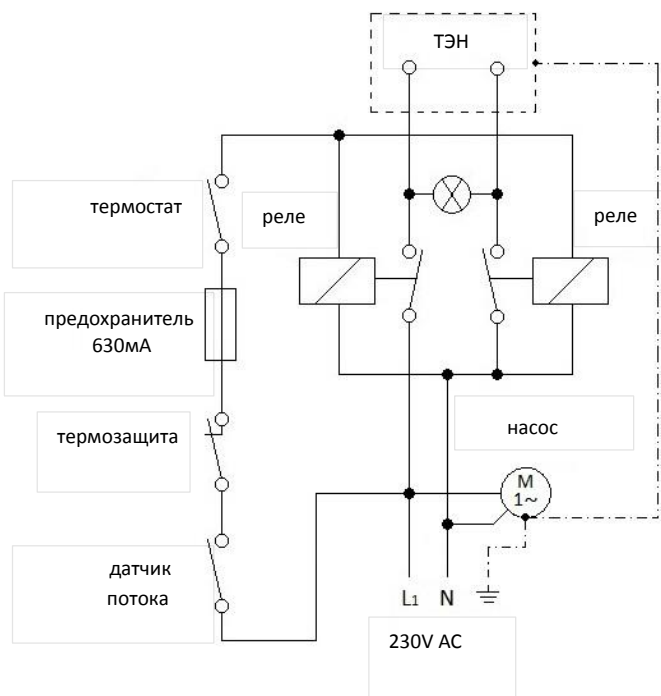 ТЭН
термостат
реле
реле
предохранитель
630мА
термозащита
насос
M
1~
датчик
потока
L1 N
230V AC